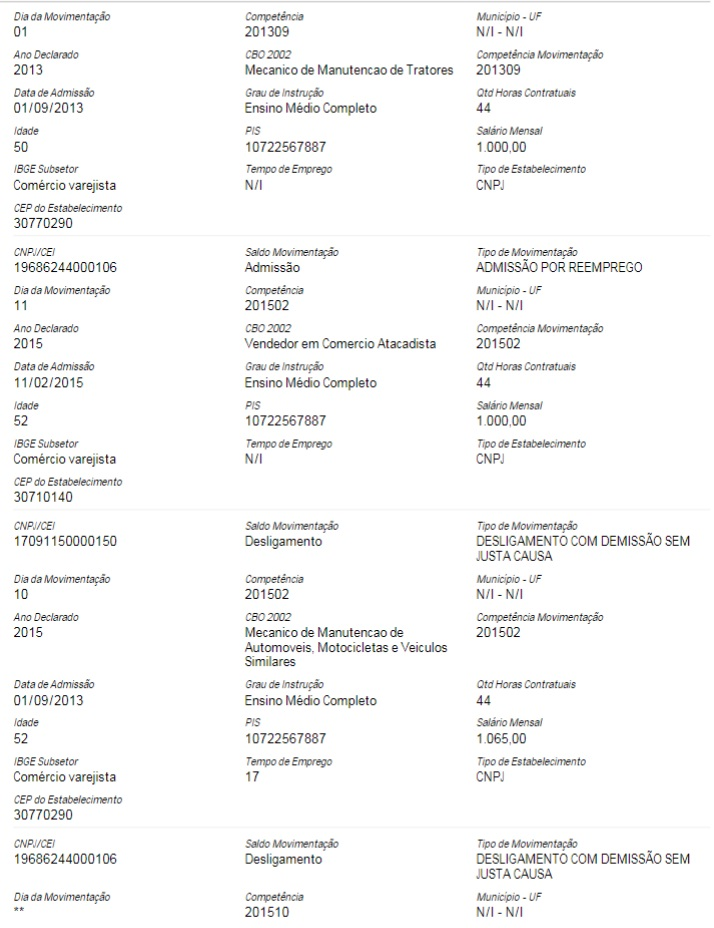 Dia da Movimentação Competência Município - UF
01 201309 N/I - N/I
Ano Declarado CBO 2002 Competência Movimentação
2013 Mecanico de Manutencao de Tratores 201309
Data de Admissão Grau de Instrução Qtd Horas Contratuais
01/09/2013 Ensino Médio Completo 44
Idade PIS Salário Mensal
50 10722567887 1.000,00
IBGE Subsetor Tempo de Emprego Tipo de Estabelecimento
Comércio varejista N/I CNPJ
CEP do Estabelecimento
30770290
CNPJ/CEI Saldo Movimentação Tipo de Movimentação
19686244000106 Admissão ADMISSÃO POR REEMPREGO
Dia da Movimentação Competência Município - UF
11 201502 N/I - N/I
Ano Declarado CBO 2002 Competência Movimentação
2015 Vendedor em Comercio Atacadista 201502
Data de Admissão Grau de Instrução Qtd Horas Contratuais
11/02/2015 Ensino Médio Completo 44
Idade PIS Salário Mensal
52 10722567887 1.000,00
IBGE Subsetor Tempo de Emprego Tipo de Estabelecimento
Comércio varejista N/I CNPJ
CEP do Estabelecimento
30710140
CNPJ/CEI Saldo Movimentação Tipo de Movimentação
17091150000150 Desligamento DESLIGAMENTO COM DEMISSÃO SEM
JUSTA CAUSA
Dia da Movimentação Competência Município - UF
10 201502 N/I - N/I
Ano Declarado CBO 2002 Competência Movimentação
2015 Mecanico de Manutencao de 201502
Automoveis, Motocicletas e Veiculos
Similares
Data de Admissão Grau de Instrução Qtd Horas Contratuais
01/09/2013 Ensino Médio Completo 44
Idade PIS Salário Mensal
52 10722567887 1.065,00
IBGE Subsetor Tempo de Emprego Tipo de Estabelecimento
Comércio varejista 17 CNPJ
CEP do Estabelecimento
30770290
CNPJ/CEI Saldo Movimentação Tipo de Movimentação
19686244000106 Desligamento DESLIGAMENTO COM DEMISSÃO SEM
JUSTA CAUSA
Dia da Movimentação Competência Município - UF
** 201510 N/I - N/I